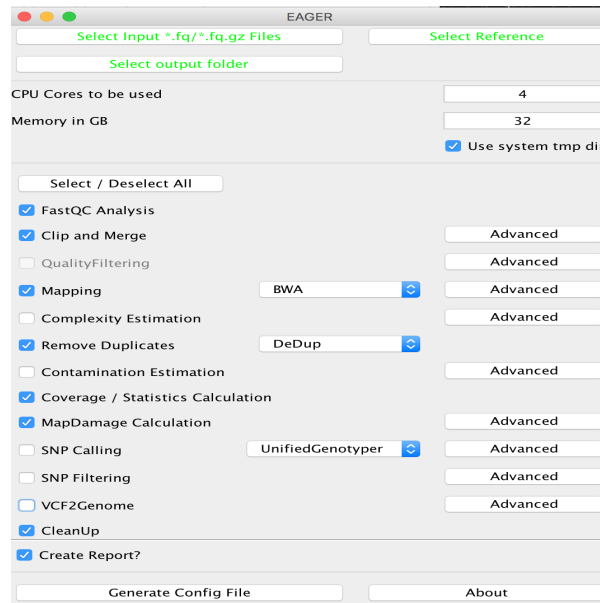 EAGER
Select Input *.fq/*.fq.gz Files Select Reference
Select output folder
CPU Cores to be used 4
Memory in GB 32
Use system tmp di
Select / Deselect All
FastQC Analysis
Clip and Merge Advanced
QualityFiltering Advanced
Mapping BWA Advanced
Complexity Estimation Advanced
Remove Duplicates DeDup
Contamination Estimation Advanced
Coverage / Statistics Calculation
MapDamage Calculation Advanced
SNP Calling UnifiedGenotyper Advanced
SNP Filtering Advanced
VCF2Genome Advanced
CleanUp
Create Report?
Generate Config File About